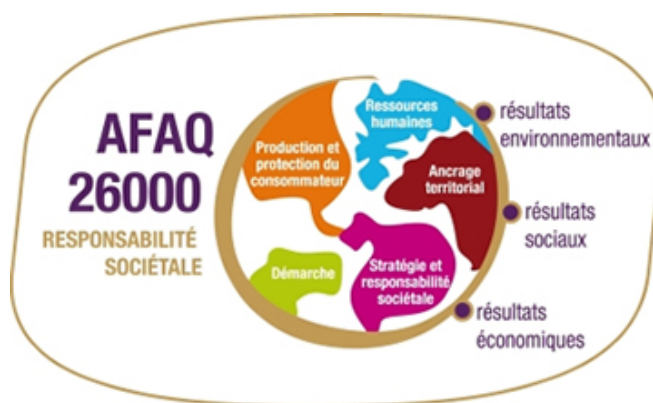 AFAQ
26000
RESPONSABILITÉ
SOCIÉTALE
Production et
protection du
consommateur
Ressources
humaines
Ancrage
territorial
Démarche
Stratégie et
responsabilité
sociétale
résultats
environnementaux
résultats
sociaux
résultats
économiques